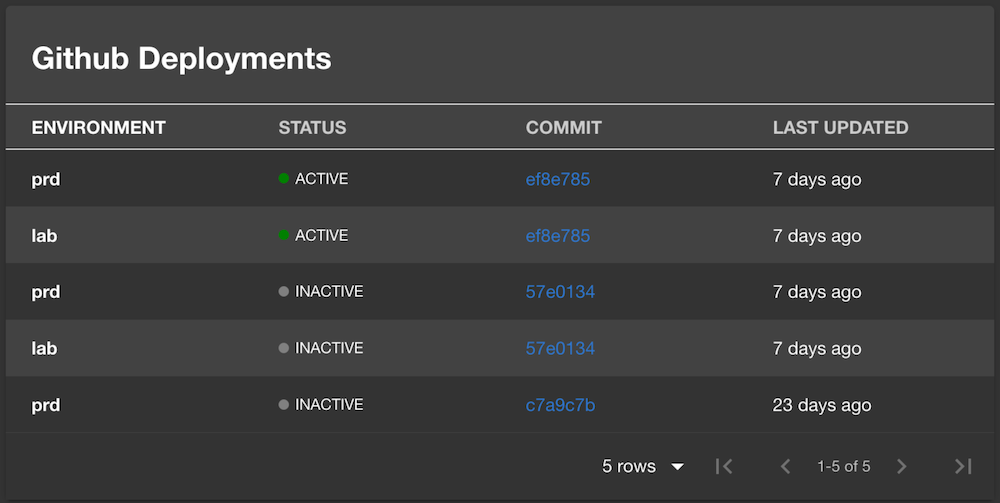 Github Deployments
ENVIRONMENT STATUS COMMIT LAST UPDATED
prd ACTIVE ef8e785 7 days ago
lab ACTIVE ef8e785 7 days ago
prd INACTIVE 57e0134 7 days ago
lab INACTIVE 57e0134 7 days ago
prd INACTIVE c7a9c7b 23 days ago
5 rows 1-5 of 5